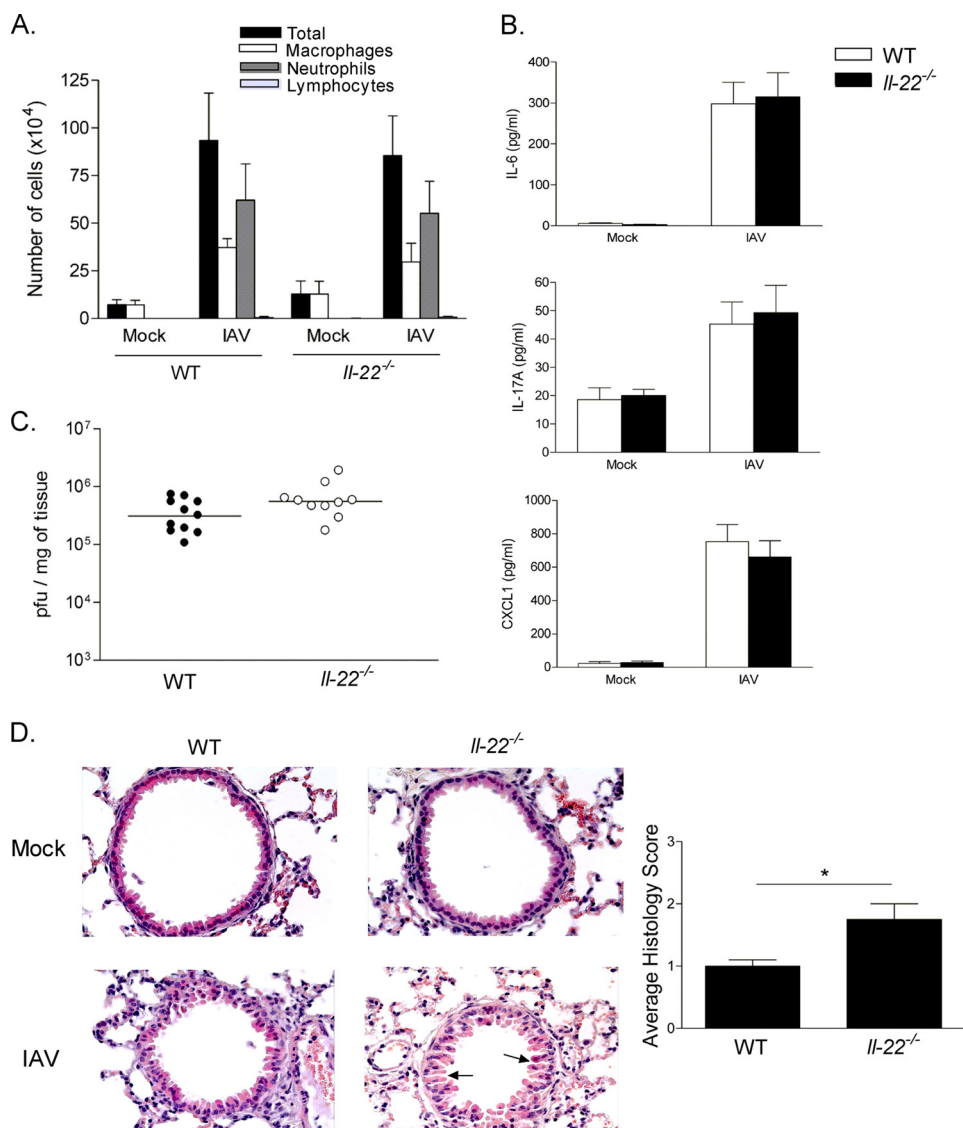 A.
Total
Macrophages
Neutrophils
Lymphocytes
Number of cells (x10⁴)
125
100
75
50
25
0
Mock
IAV
Mock
IAV
WT
Il-22⁻/⁻
B.
WT
Il-22⁻/⁻
IL-6 (pg/ml)
400
300
200
100
0
Mock
IAV
IL-17A (pg/ml)
60
50
40
30
20
10
0
Mock
IAV
CXCL1 (pg/ml)
1000
800
600
400
200
0
Mock
IAV
C.
pfu / mg of tissue
10⁷
10⁶
10⁵
10⁴
10³
WT
Il-22⁻/⁻
D.
WT
Il-22⁻/⁻
Mock
IAV
Average Histology Score
3
2
1
0
*
WT
Il-22⁻/⁻